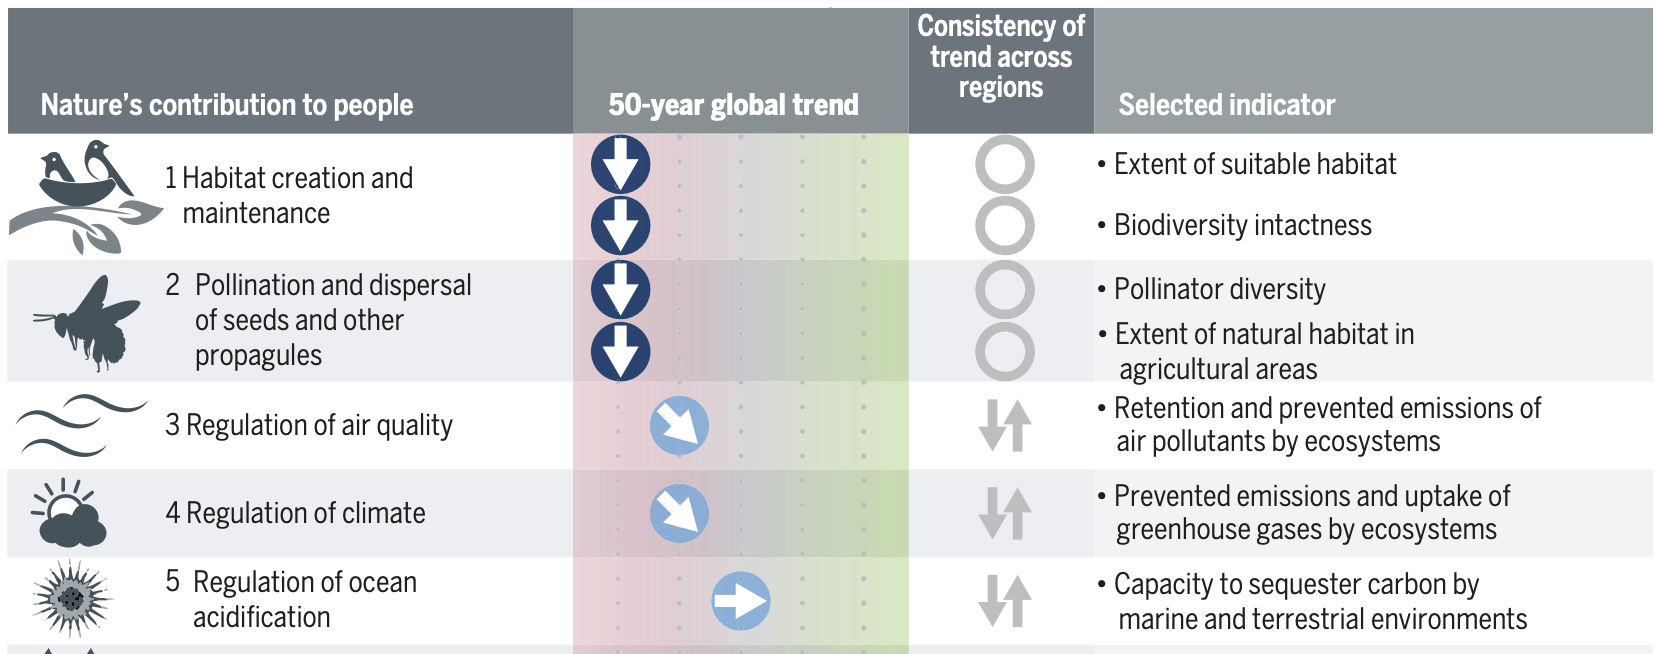 Nature's contribution to people
50-year global trend
Consistency of
trend across
regions
Selected indicator
1 Habitat creation and
maintenance
• Extent of suitable habitat
• Biodiversity intactness
2 Pollination and dispersal
of seeds and other
propagules
• Pollinator diversity
• Extent of natural habitat in
agricultural areas
3 Regulation of air quality
• Retention and prevented emissions of
air pollutants by ecosystems
4 Regulation of climate
• Prevented emissions and uptake of
greenhouse gases by ecosystems
5 Regulation of ocean
acidification
• Capacity to sequester carbon by
marine and terrestrial environments